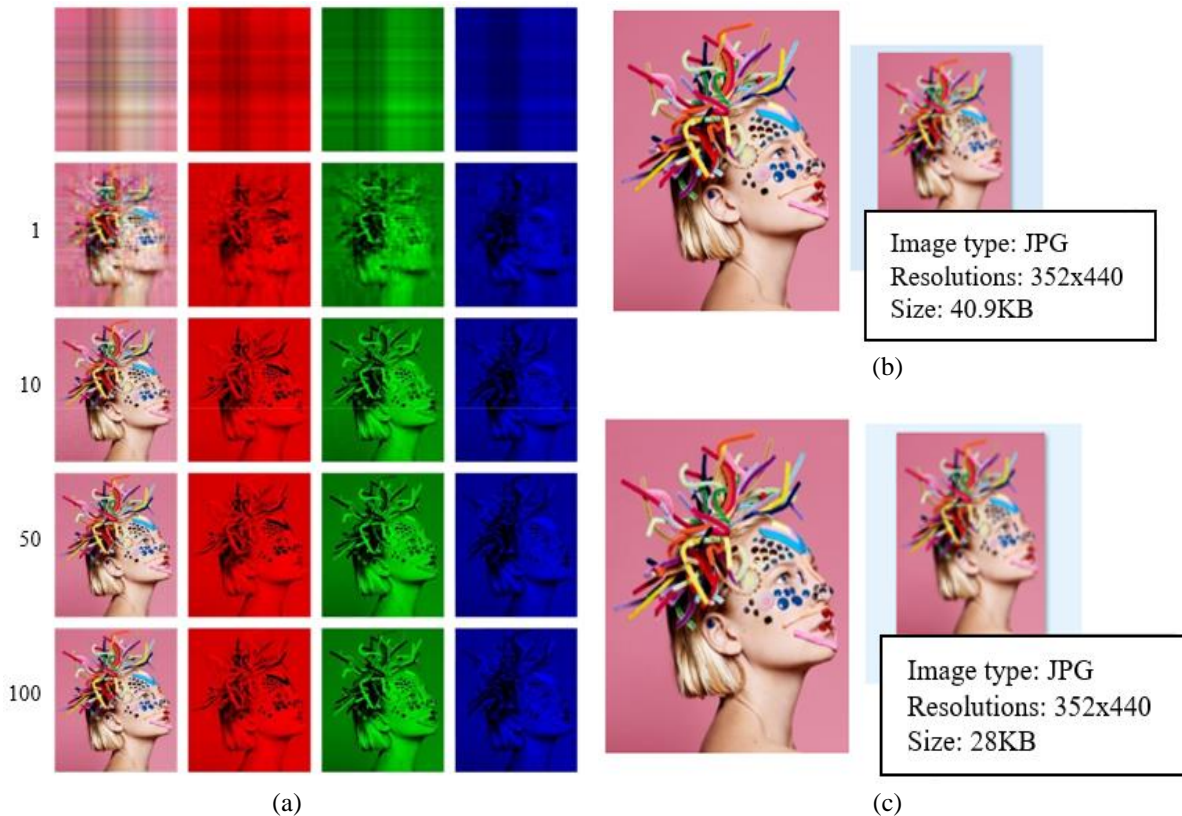 1
10
50
100
(a)
Image type: JPG
Resolutions: 352x440
Size: 40.9KB
(b)
Image type: JPG
Resolutions: 352x440
Size: 28KB
(c)